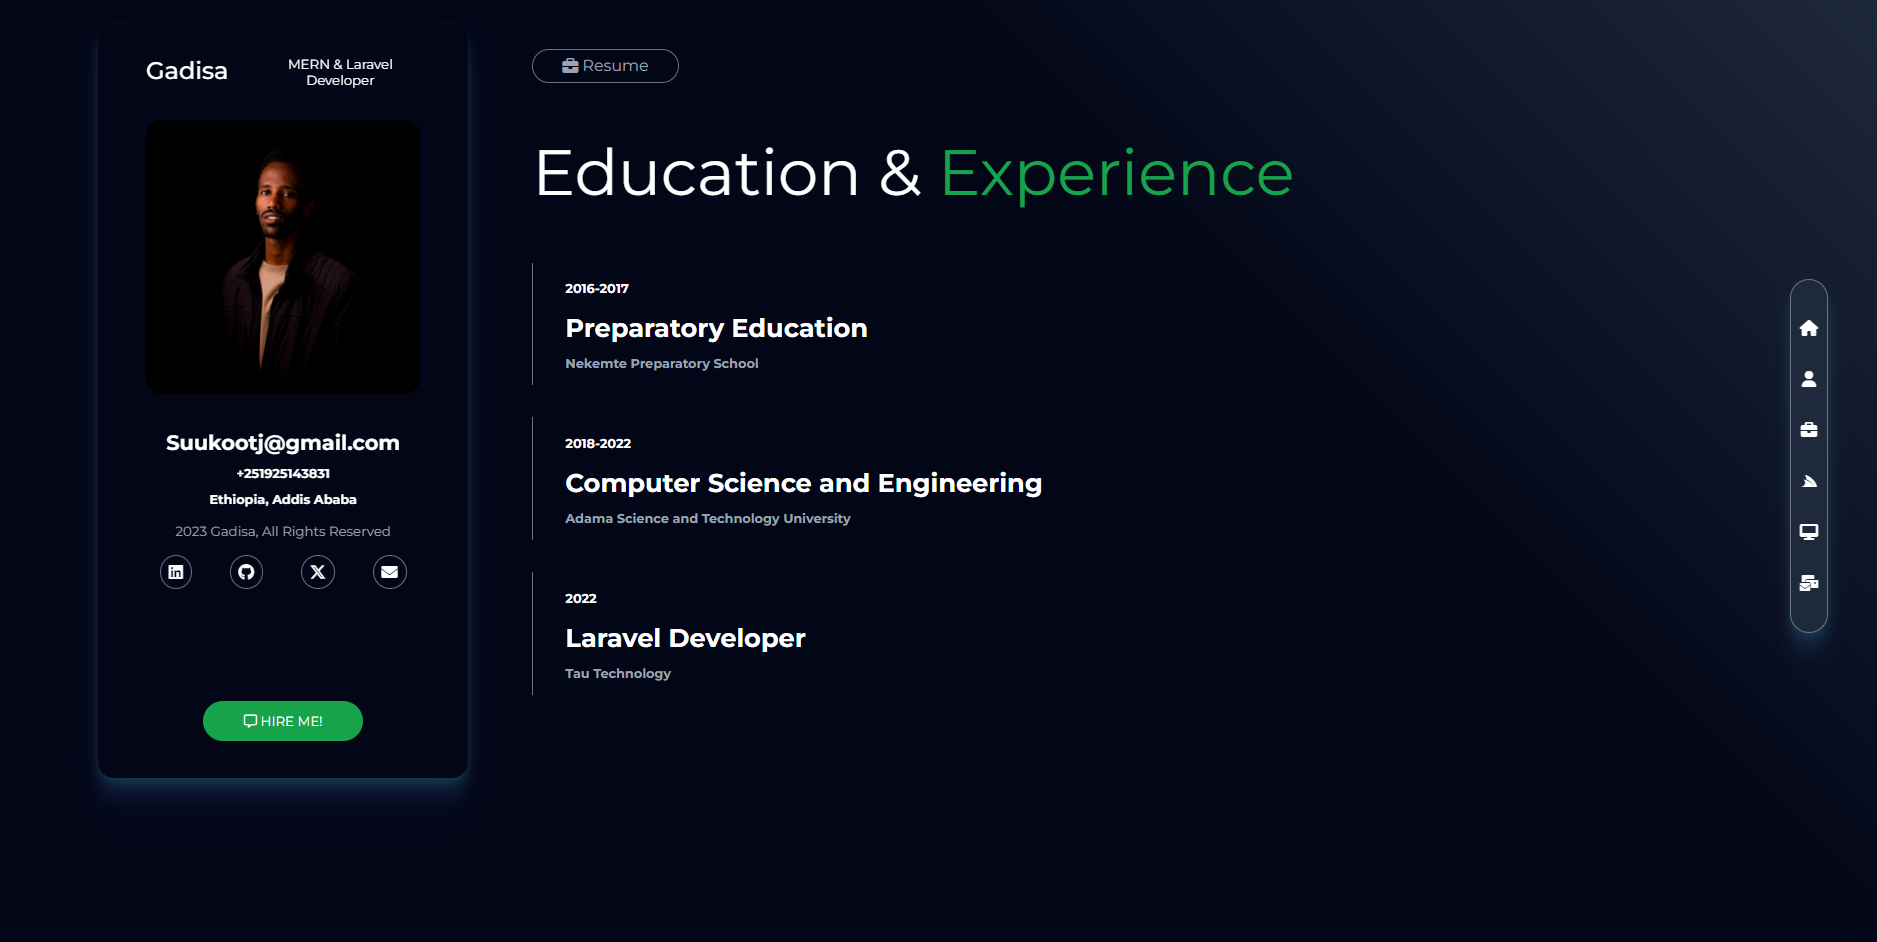 Gadisa
MERN & Laravel
Developer
Suukootj@gmail.com
+251925143831
Ethiopia, Addis Ababa
2023 Gadisa, All Rights Reserved
HIRE ME!
Resume
Education & Experience
2016-2017
Preparatory Education
Nekemte Preparatory School
2018-2022
Computer Science and Engineering
Adama Science and Technology University
2022
Laravel Developer
Tau Technology